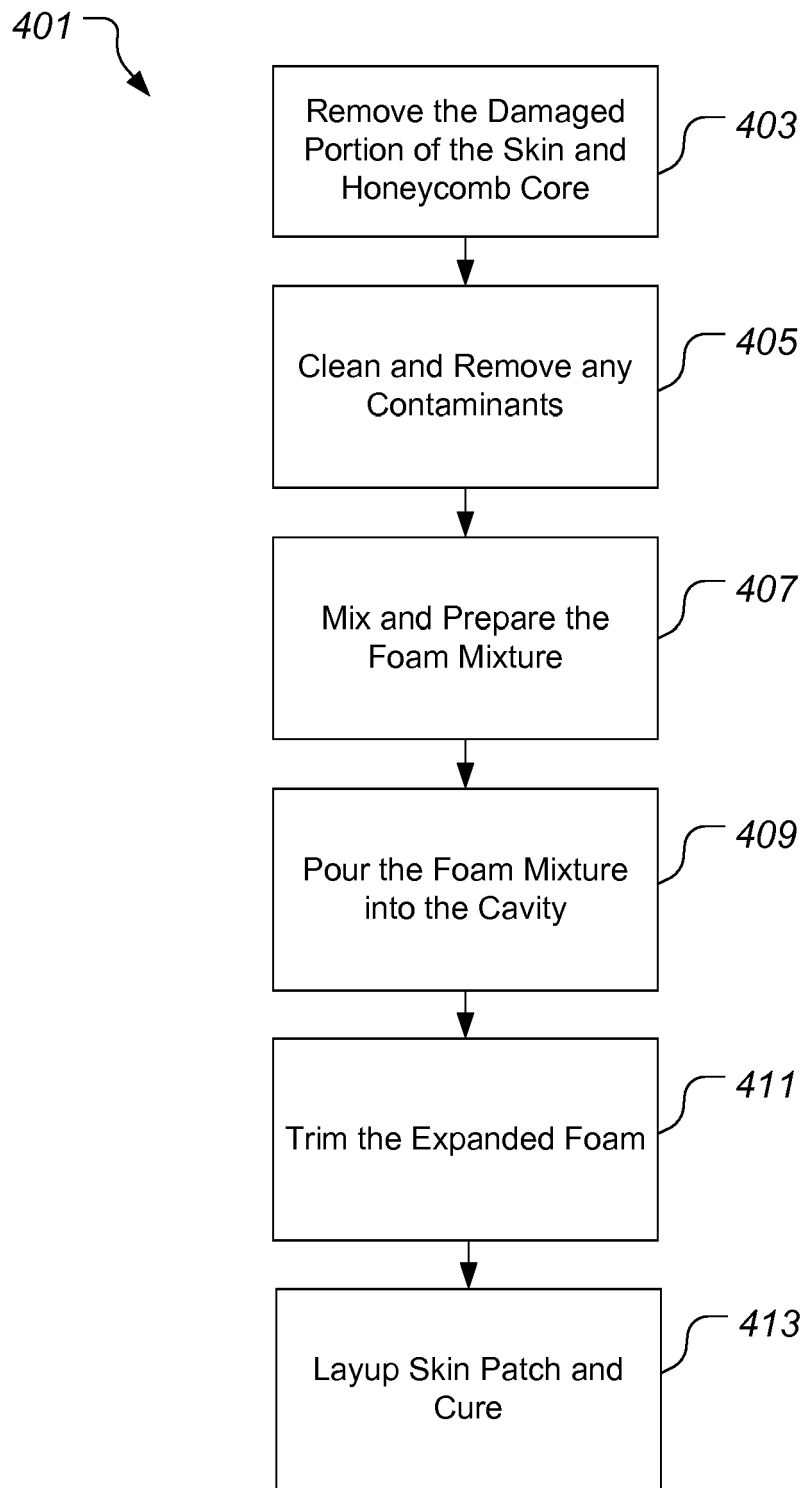 401
Remove the Damaged
Portion of the Skin and
Honeycomb Core
403
Clean and Remove any
Contaminants
405
Mix and Prepare the
Foam Mixture
407
Pour the Foam Mixture
into the Cavity
409
Trim the Expanded Foam
411
Layup Skin Patch and
Cure
413